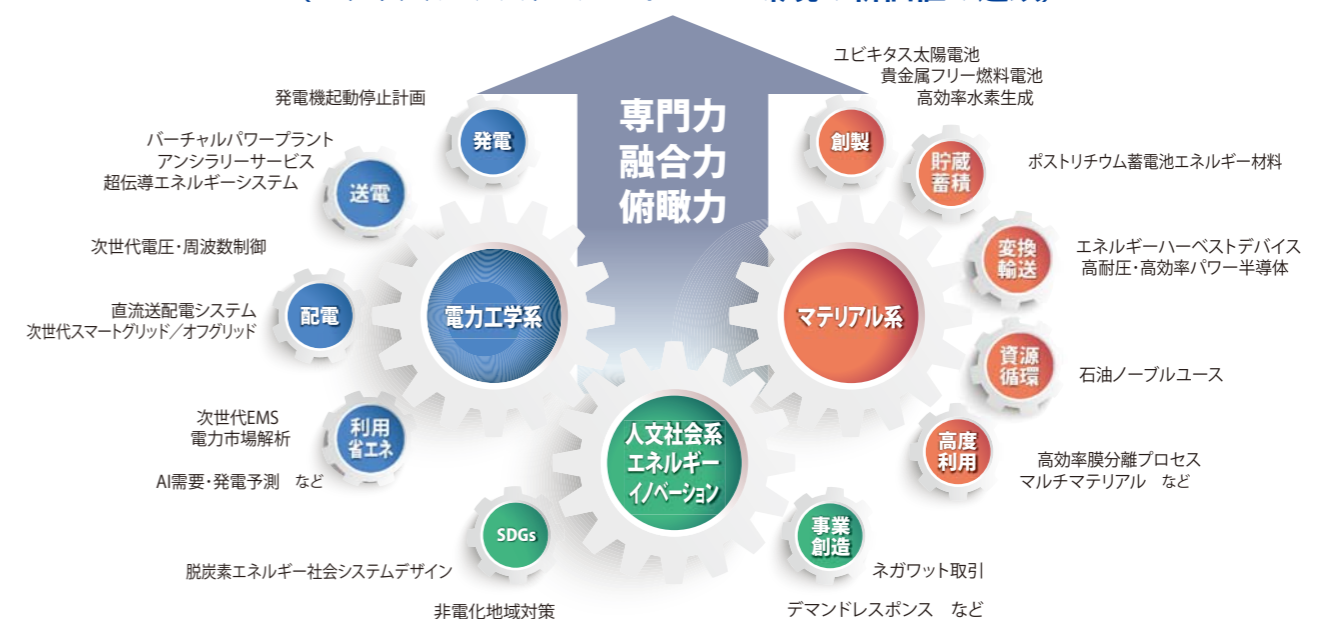 専門力
融合力
俯瞰力
発電機起動停止計画
発電
バーチャルパワープラント
アンシラリーサービス
超伝導エネルギーシステム
送電
次世代電圧・周波数制御
直流送配電システム
次世代スマートグリッド／オフグリッド
配電
電力工学系
次世代EMS
電力市場解析
AI需要・発電予測　など
利用
省エネ
ユビキタス太陽電池
貴金属フリー燃料電池
高効率水素生成
創製
貯蔵
蓄積
ポストリチウム蓄電池エネルギー材料
変換
輸送
エネルギーハーベストデバイス
高耐圧・高効率パワー半導体
マテリアル系
資源
循環
石油ノーブルユース
高度
利用
高効率膜分離プロセス
マルチマテリアル　など
人文社会系
エネルギー
イノベーション
SDGs
脱炭素エネルギー社会システムデザイン
非電化地域対策
事業
創造
ネガワット取引
デマンドレスポンス　など